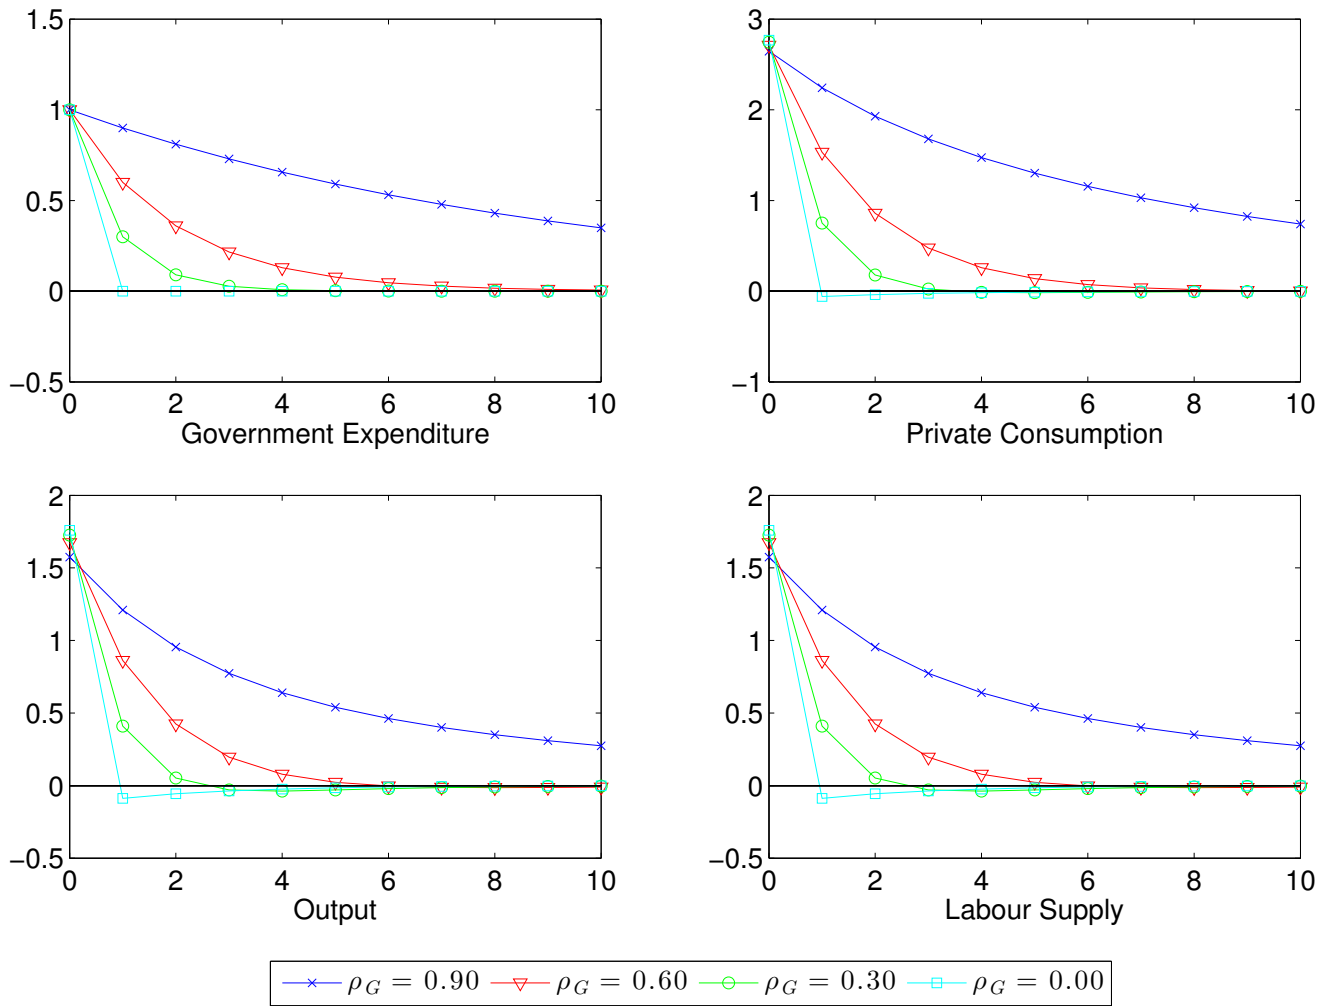 1.5
1
0.5
0
−0.5
0 2 4 6 8 10
Government Expenditure
3
2
1
0
−1
0 2 4 6 8 10
Private Consumption
2
1.5
1
0.5
0
−0.5
0 2 4 6 8 10
Output
2
1.5
1
0.5
0
−0.5
0 2 4 6 8 10
Labour Supply
ρG = 0.90 ρG = 0.60 ρG = 0.30 ρG = 0.00